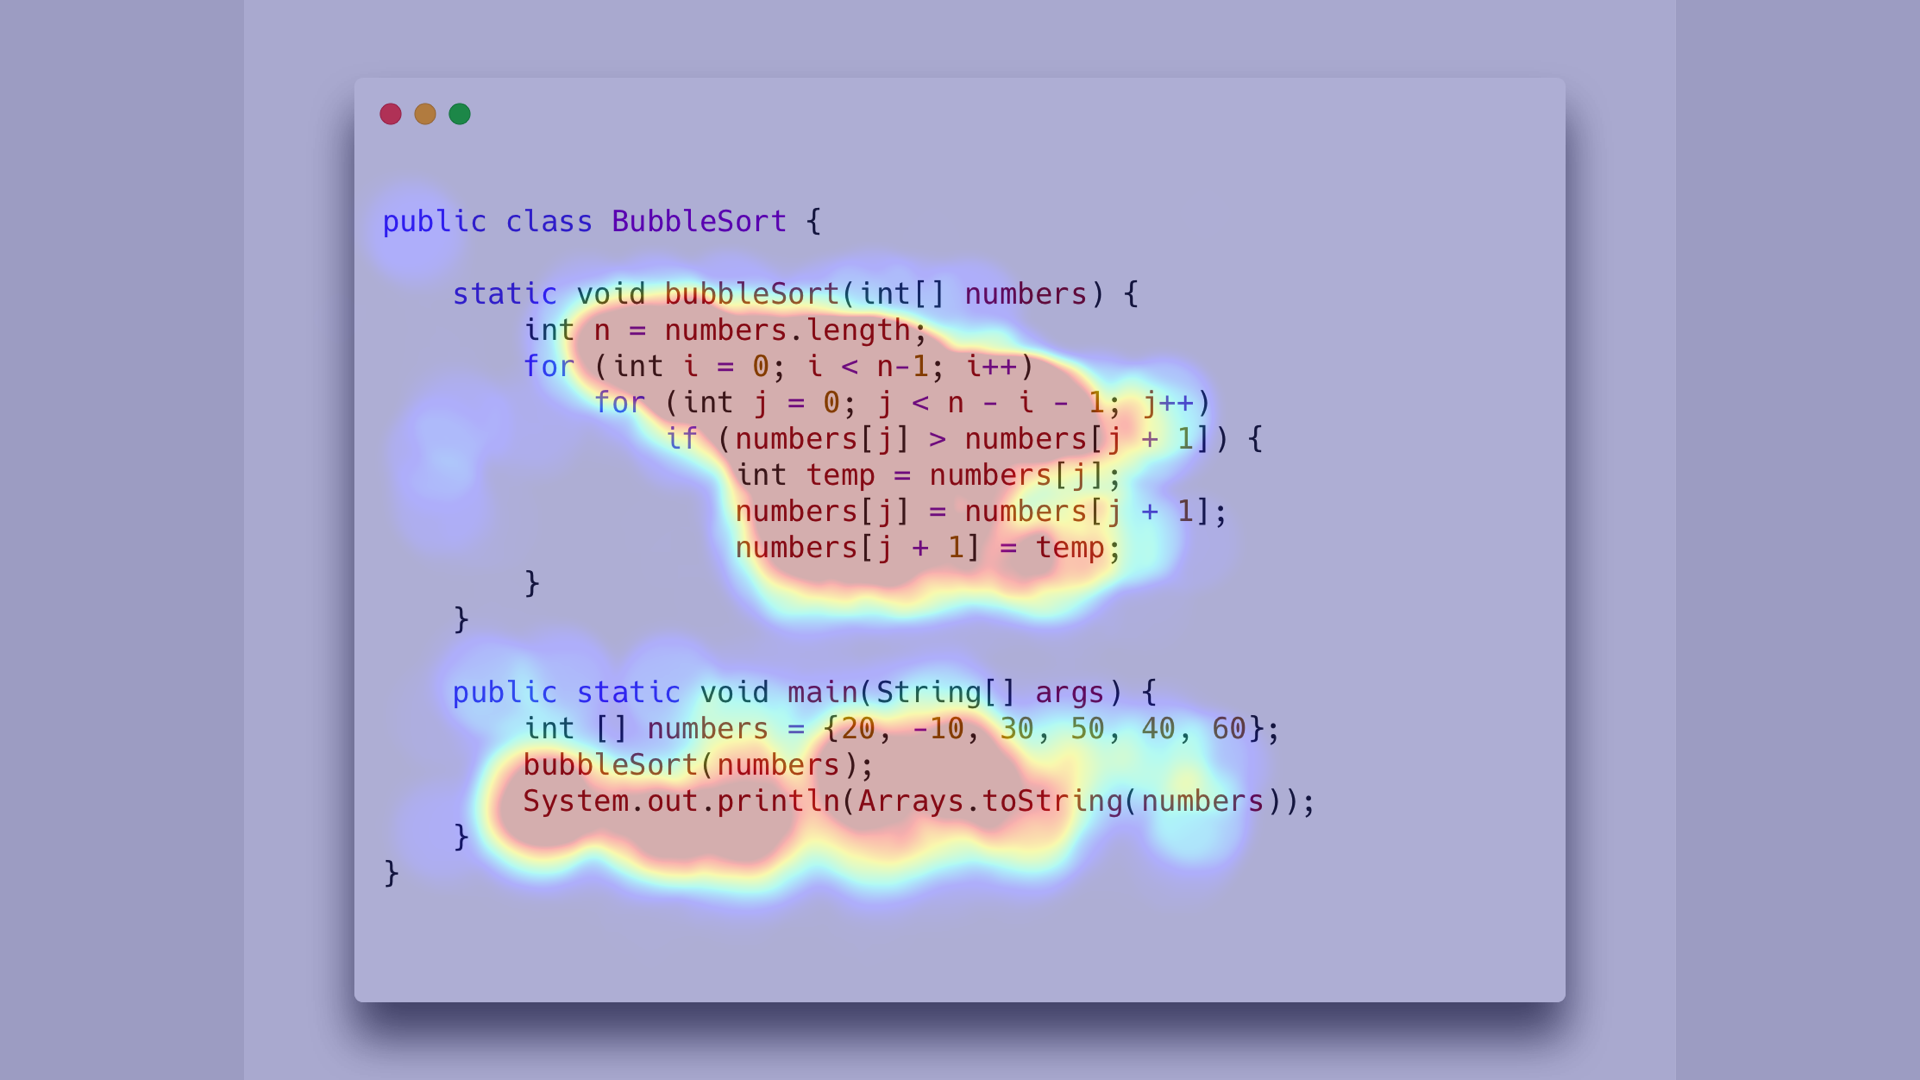 public class BubbleSort {
static void bubbleSort(int[] numbers) {
int n = numbers.length;
for (int i = 0; i < n-1; i++)
for (int j = 0; j < n - i - 1; j++)
if (numbers[j] > numbers[j + 1]) {
int temp = numbers[j];
numbers[j] = numbers[j + 1];
numbers[j + 1] = temp;
}
}
public static void main(String[] args) {
int [] numbers = {20, -10, 30, 50, 40, 60};
bubbleSort(numbers);
System.out.println(Arrays.toString(numbers));
}
}